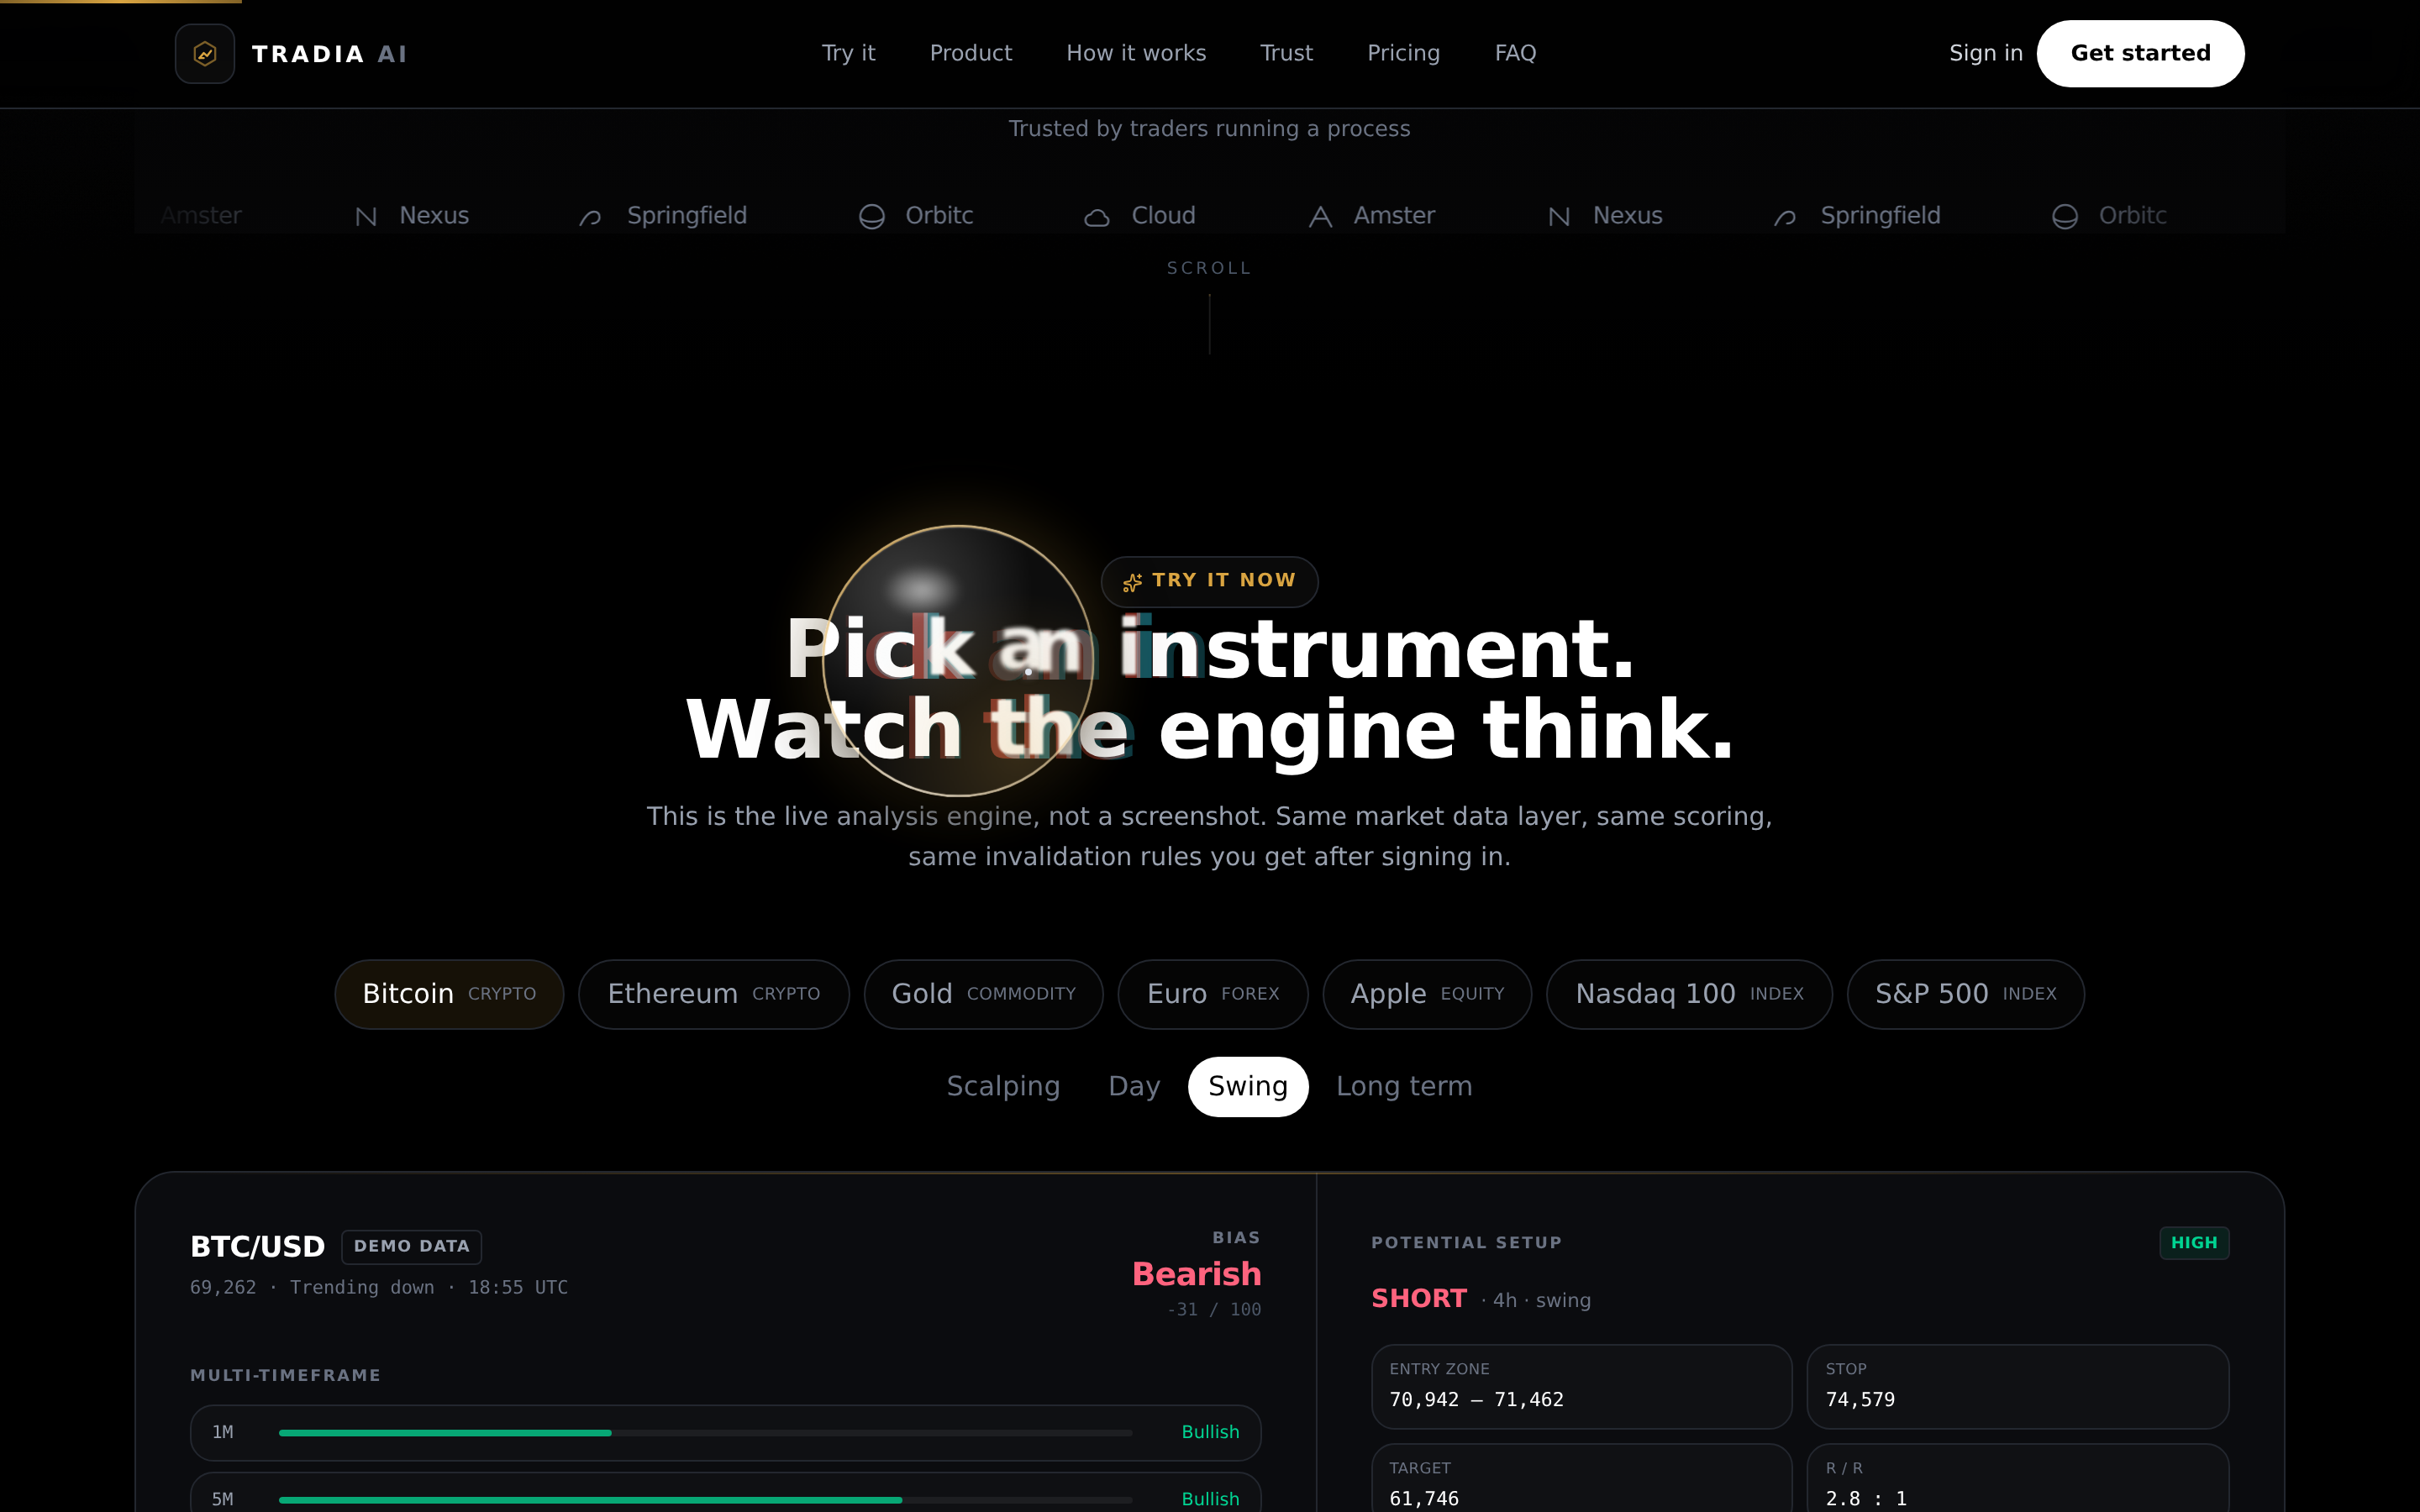 TRADIA AI
Try it
Product
How it works
Trust
Pricing
FAQ
Sign in
Get started
Trusted by traders running a process
Amster
Nexus
Springfield
Orbitc
Cloud
Amster
Nexus
Springfield
Orbitc
SCROLL
TRY IT NOW
Pick an instrument.
Watch the engine think.
This is the live analysis engine, not a screenshot. Same market data layer, same scoring,
same invalidation rules you get after signing in.
Bitcoin CRYPTO
Ethereum CRYPTO
Gold COMMODITY
Euro FOREX
Apple EQUITY
Nasdaq 100 INDEX
S&P 500 INDEX
Scalping
Day
Swing
Long term
BTC/USD DEMO DATA
69,262 · Trending down · 18:55 UTC
BIAS
Bearish
-31 / 100
MULTI-TIMEFRAME
1M Bullish
5M Bullish
POTENTIAL SETUP
HIGH
SHORT · 4h · swing
ENTRY ZONE
70,942 – 71,462
STOP
74,579
TARGET
61,746
R / R
2.8 : 1